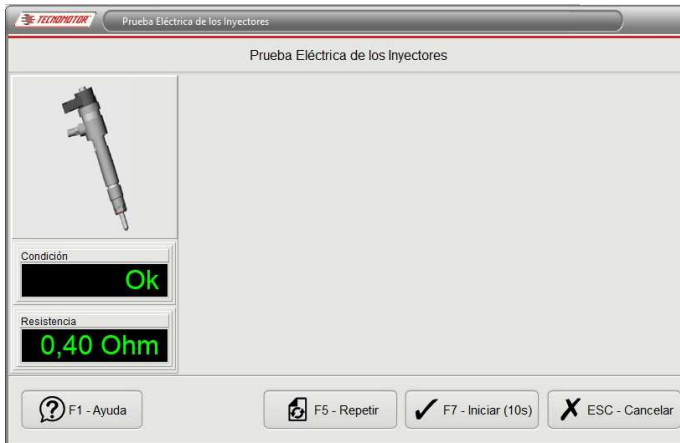 TECNOMOTOR
Prueba Eléctrica de los Inyectores
Prueba Eléctrica de los Inyectores
Condición
Ok
Resistencia
0,40 Ohm
F1 - Ayuda
F5 - Repetir
F7 - Iniciar (10s)
ESC - Cancelar